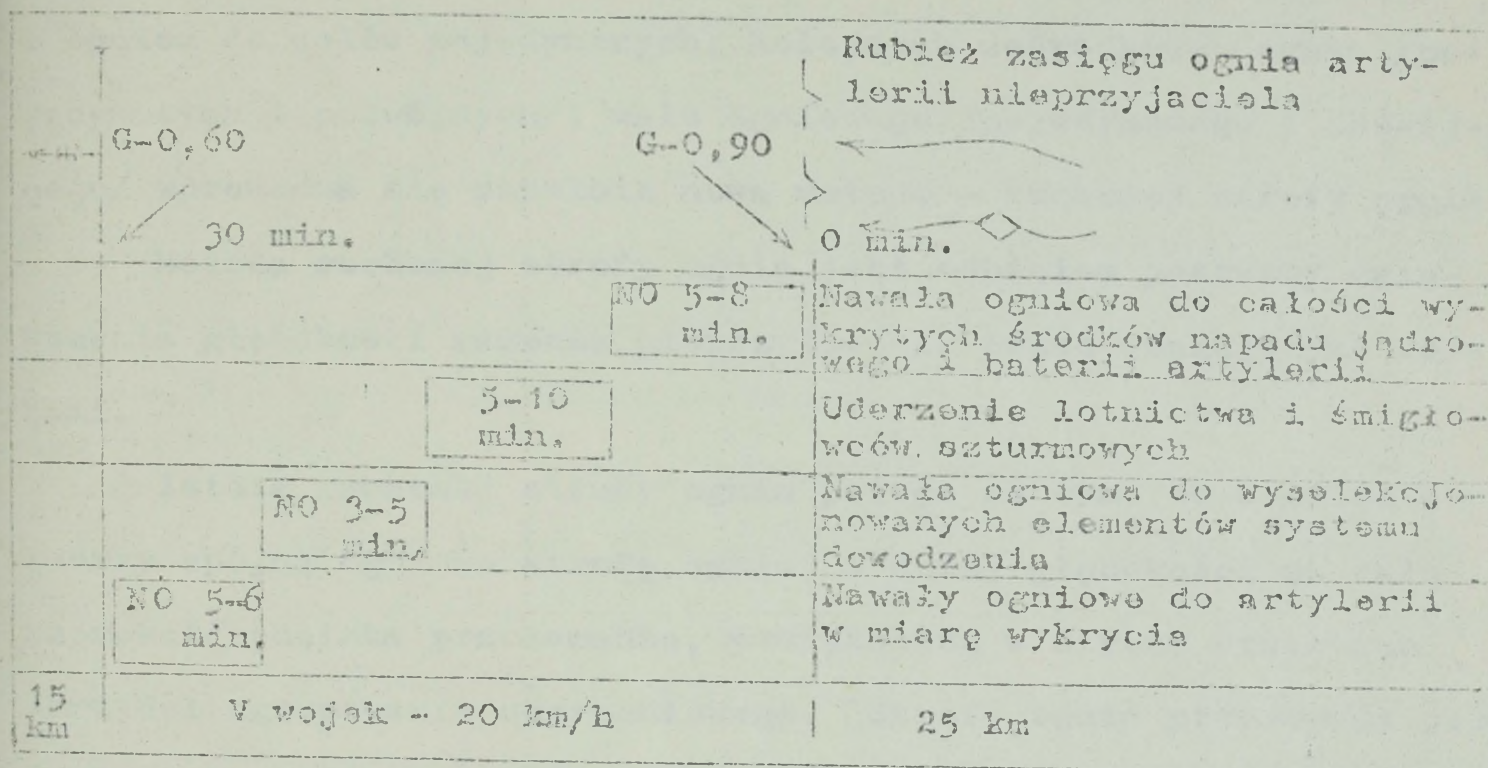 Rubież zasięgu ognia arty-
lerii nieprzyjaciela
G-0,60
G-0,90
30 min.
0 min.
NO 5-8
min.
Nawała ogniowa do całości wy-
krytych środków napadu jądro-
wego i baterii artylerii
5-10
min.
Uderzenie lotnictwa i śmigło-
wców szturmowych
NO 3-5
min.
Nawała ogniowa do wyselekcjo-
nowanych elementów systemu
dowodzenia
NO 5-6
min.
Nawały ogniowe do artylerii
w miarę wykrycia
15
km
V wojsk - 20 km/h
25 km